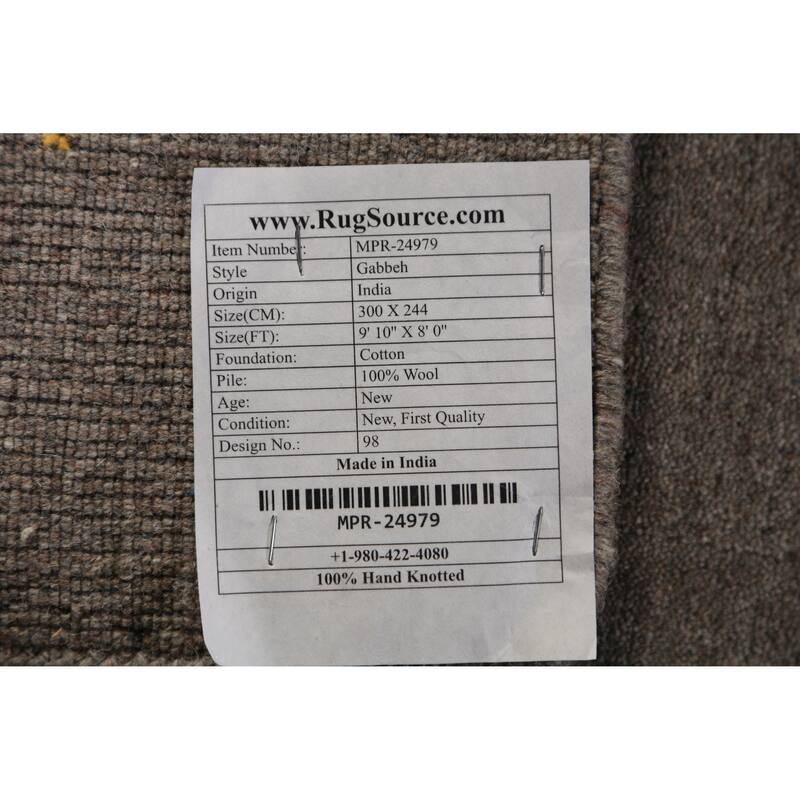 www.RugSource.com
Item Number: MPR-24979
Style Gabbeh
Origin India
Size(CM): 300 X 244
Size(FT): 9' 10" X 8' 0"
Foundation: Cotton
Pile: 100% Wool
Age: New
Condition: New, First Quality
Design No.: 98
Made in India
MPR-24979
+1-980-422-4080
100% Hand Knotted